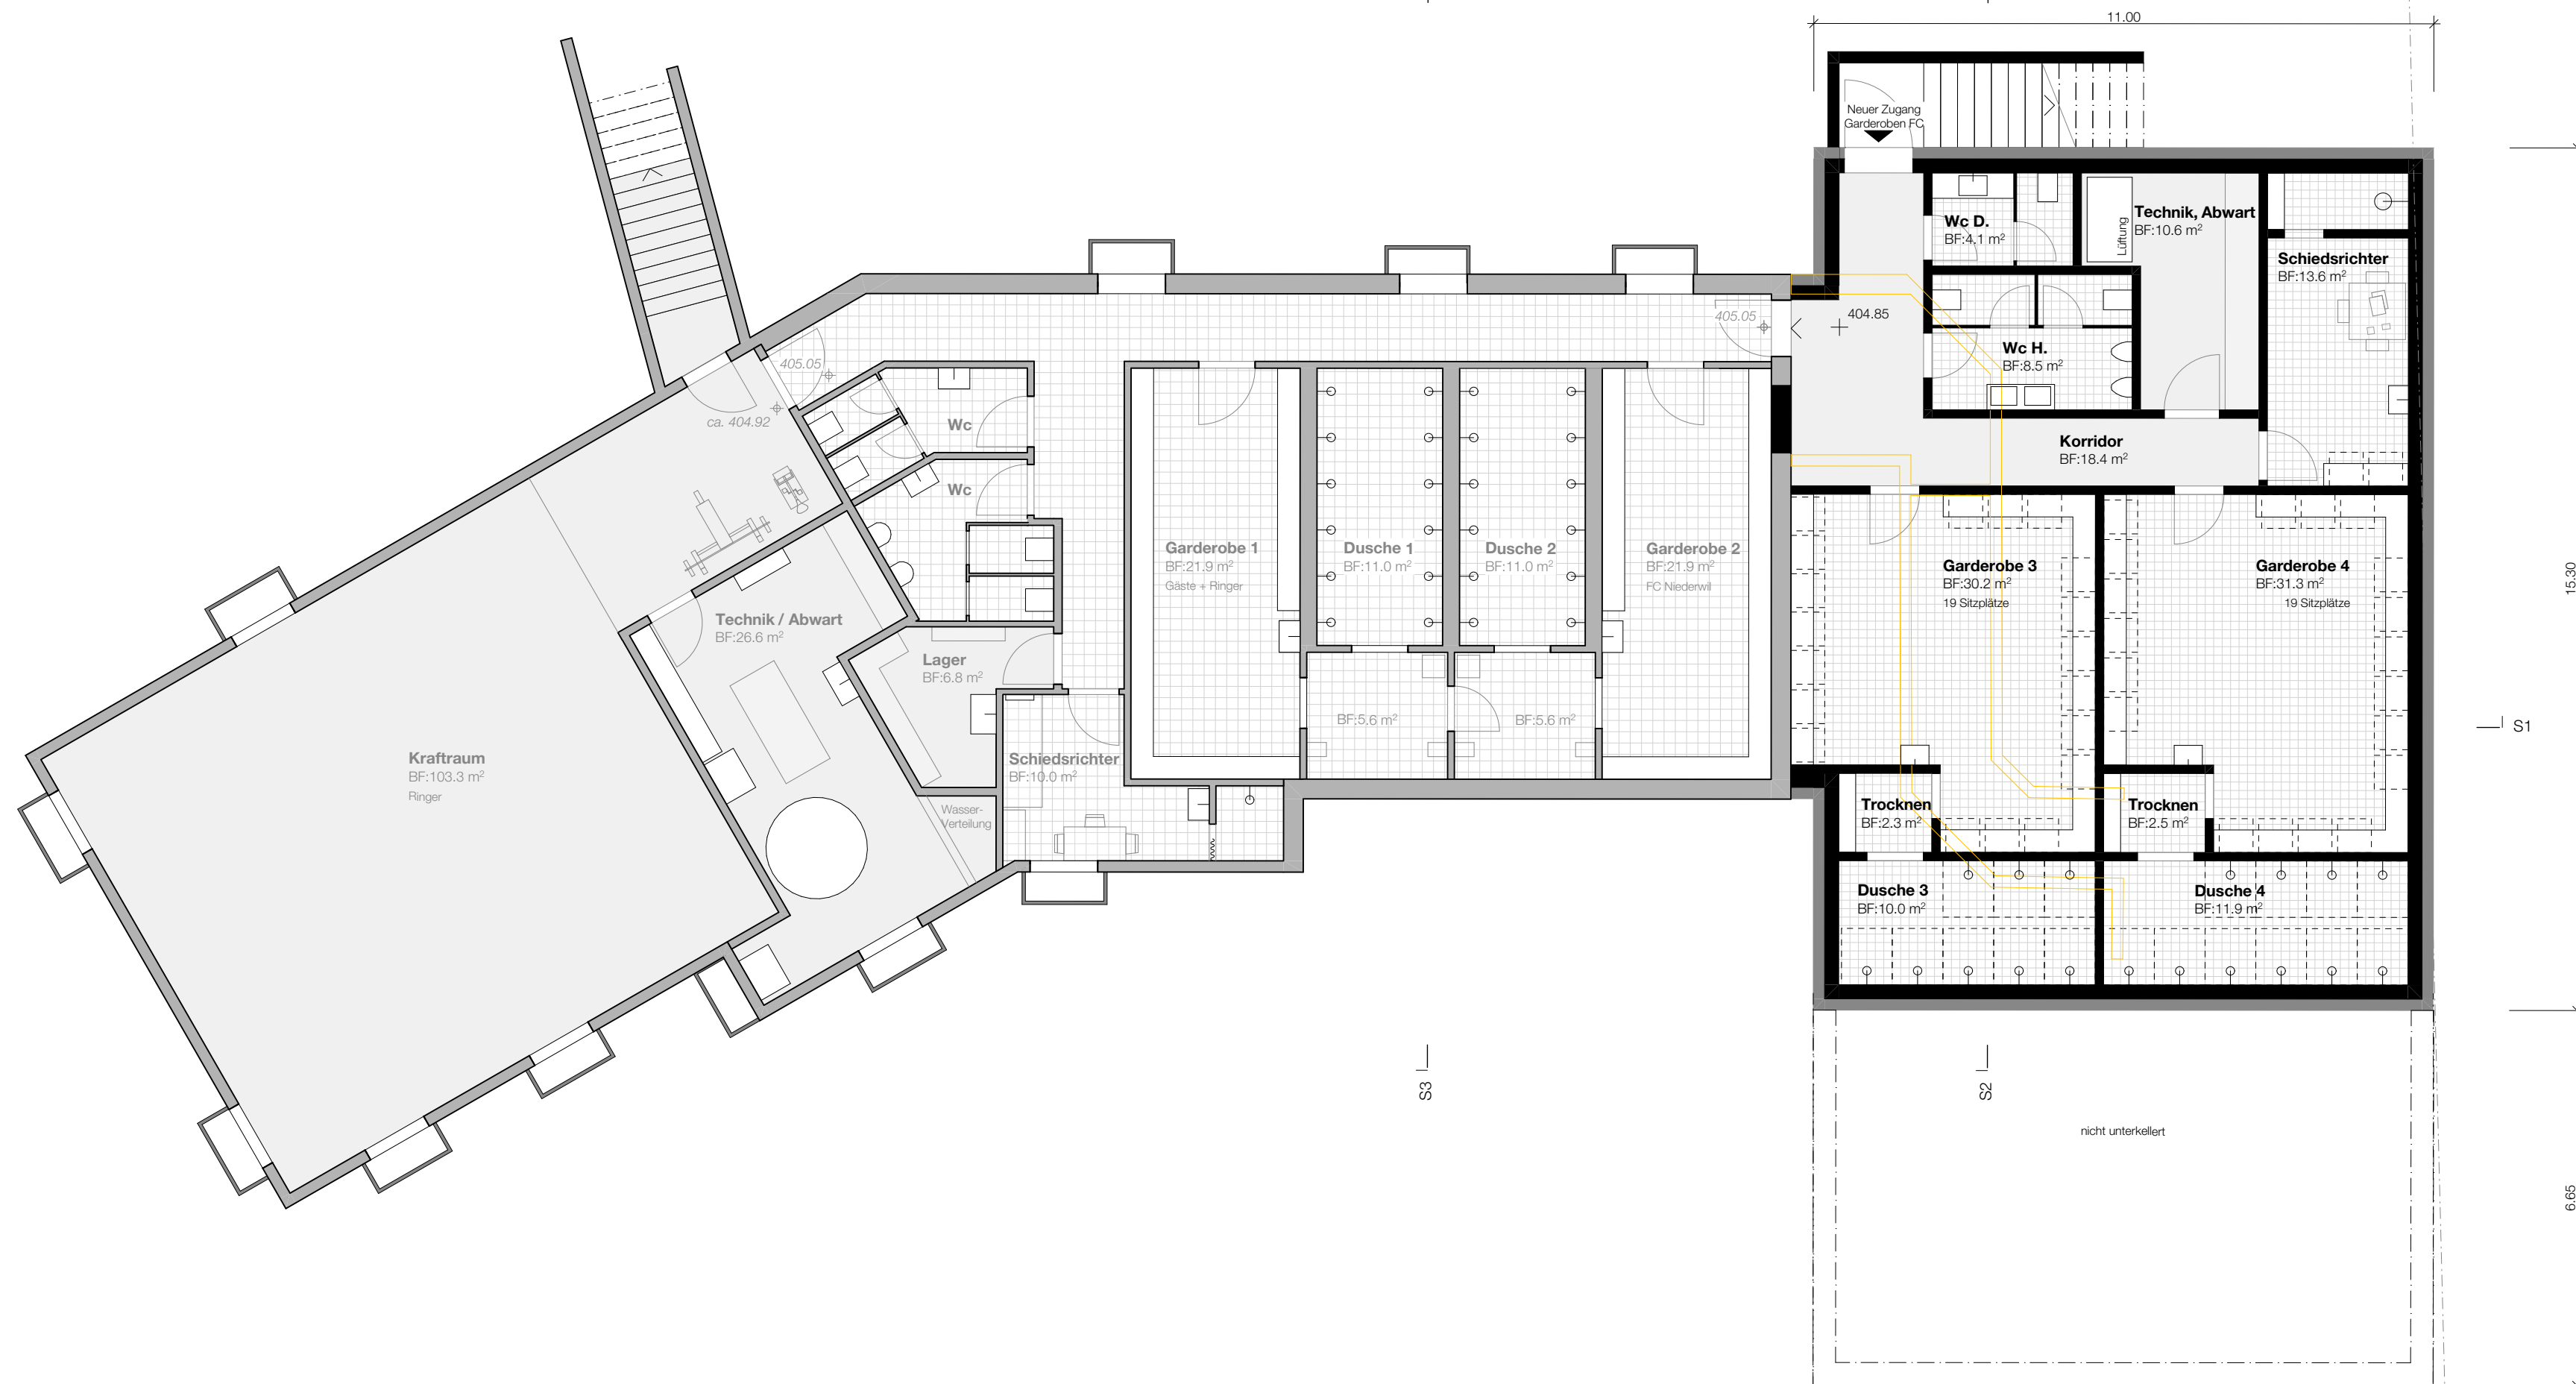 11.00
Neuer Zugang
Garderoben FC
Wc D.
BF:4.1 m²
Lüftung
Technik, Abwart
BF:10.6 m²
Schiedsrichter
BF:13.6 m²
405.05
404.85
Wc H.
BF:8.5 m²
405.05
ca. 404.92
Wc
Wc
Korridor
BF:18.4 m²
Garderobe 1
BF:21.9 m²
Gäste + Ringer
Dusche 1
BF:11.0 m²
Dusche 2
BF:11.0 m²
Garderobe 2
BF:21.9 m²
FC Niederwil
Garderobe 3
BF:30.2 m²
19 Sitzplätze
Garderobe 4
BF:31.3 m²
19 Sitzplätze
15.30
Technik / Abwart
BF:26.6 m²
Lager
BF:6.8 m²
BF:5.6 m²
BF:5.6 m²
S1
Kraftraum
BF:103.3 m²
Ringer
Schiedsrichter
BF:10.0 m²
Wasser-
Verteilung
Trocknen
BF:2.3 m²
Trocknen
BF:2.5 m²
Dusche 3
BF:10.0 m²
Dusche 4
BF:11.9 m²
S3
S2
nicht unterkellert
6.65